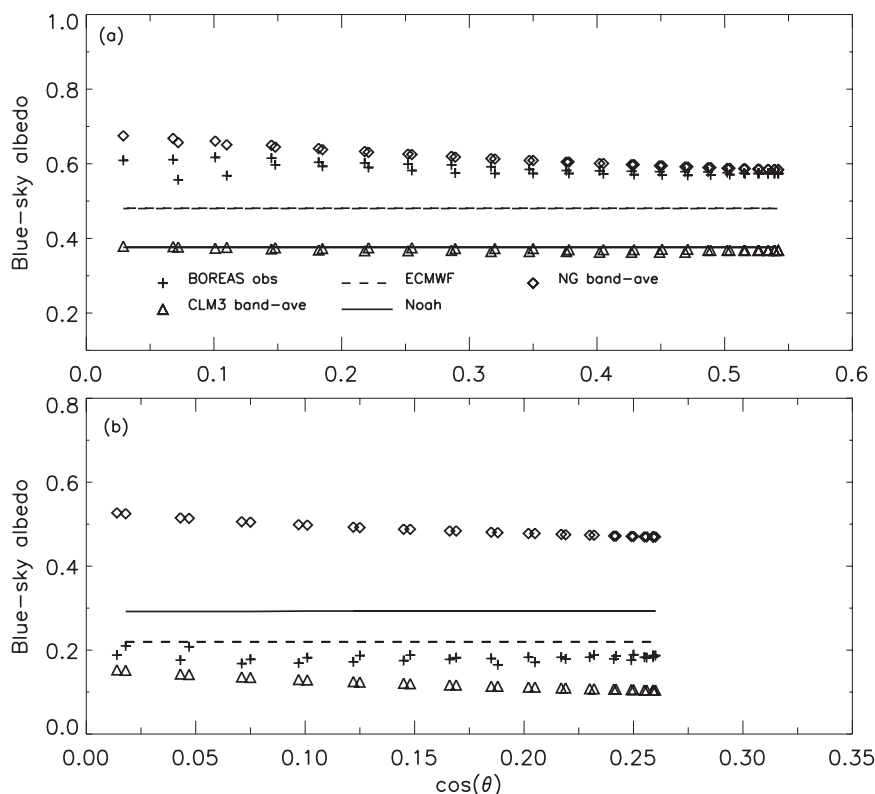 1.0
(a)
0.8
0.6
0.4
0.2
Blue−sky albedo
BOREAS obs
ECMWF
NG band−ave
CLM3 band−ave
Noah
0.0
0.1
0.2
0.3
0.4
0.5
0.6
0.8
(b)
0.6
0.4
0.2
0.0
Blue−sky albedo
0.00
0.05
0.10
0.15
0.20
0.25
0.30
0.35
cos(θ)